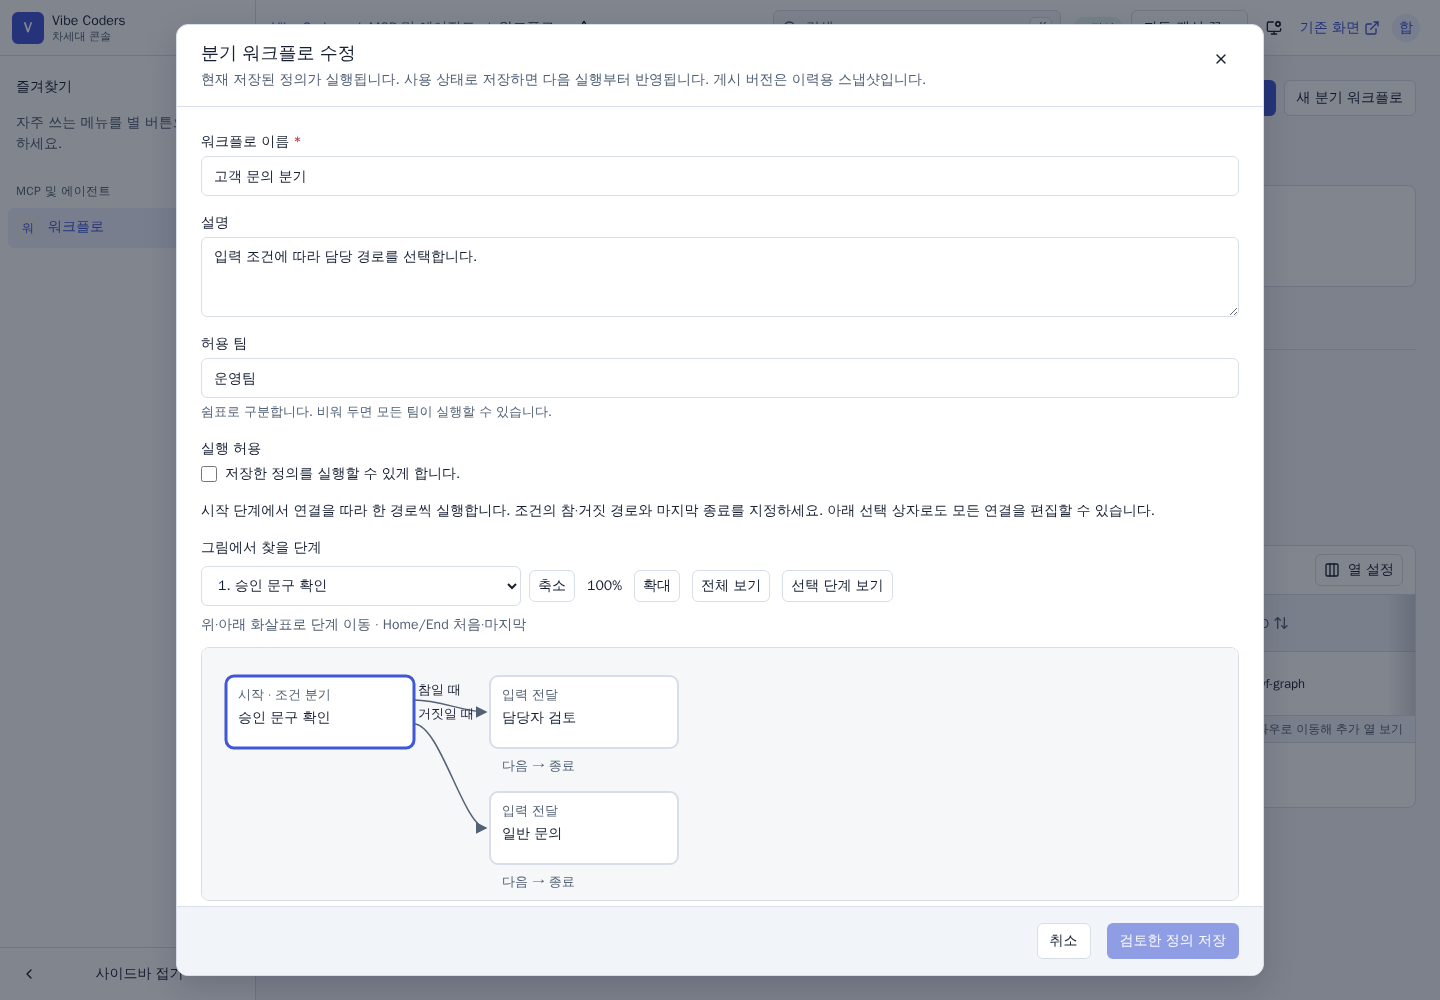 V
Vibe Coders
차세대 콘솔
기존 화면
합
즐겨찾기
자주 쓰는 메뉴를 별 버튼
하세요.
MCP 및 에이전트
워
워크플로
사이드바 접기
새 분기 워크플로
열 설정
vf-graph
좌우로 이동해 추가 열 보기
분기 워크플로 수정
현재 저장된 정의가 실행됩니다. 사용 상태로 저장하면 다음 실행부터 반영됩니다. 게시 버전은 이력용 스냅샷입니다.
워크플로 이름 *
고객 문의 분기
설명
입력 조건에 따라 담당 경로를 선택합니다.
허용 팀
운영팀
쉼표로 구분합니다. 비워 두면 모든 팀이 실행할 수 있습니다.
실행 허용
저장한 정의를 실행할 수 있게 합니다.
시작 단계에서 연결을 따라 한 경로씩 실행합니다. 조건의 참·거짓 경로와 마지막 종료를 지정하세요. 아래 선택 상자로도 모든 연결을 편집할 수 있습니다.
그림에서 찾을 단계
1. 승인 문구 확인
축소
100%
확대
전체 보기
선택 단계 보기
위·아래 화살표로 단계 이동 · Home/End 처음·마지막
시작 · 조건 분기
승인 문구 확인
참일 때
거짓일 때
입력 전달
담당자 검토
다음 → 종료
입력 전달
일반 문의
다음 → 종료
취소
검토한 정의 저장